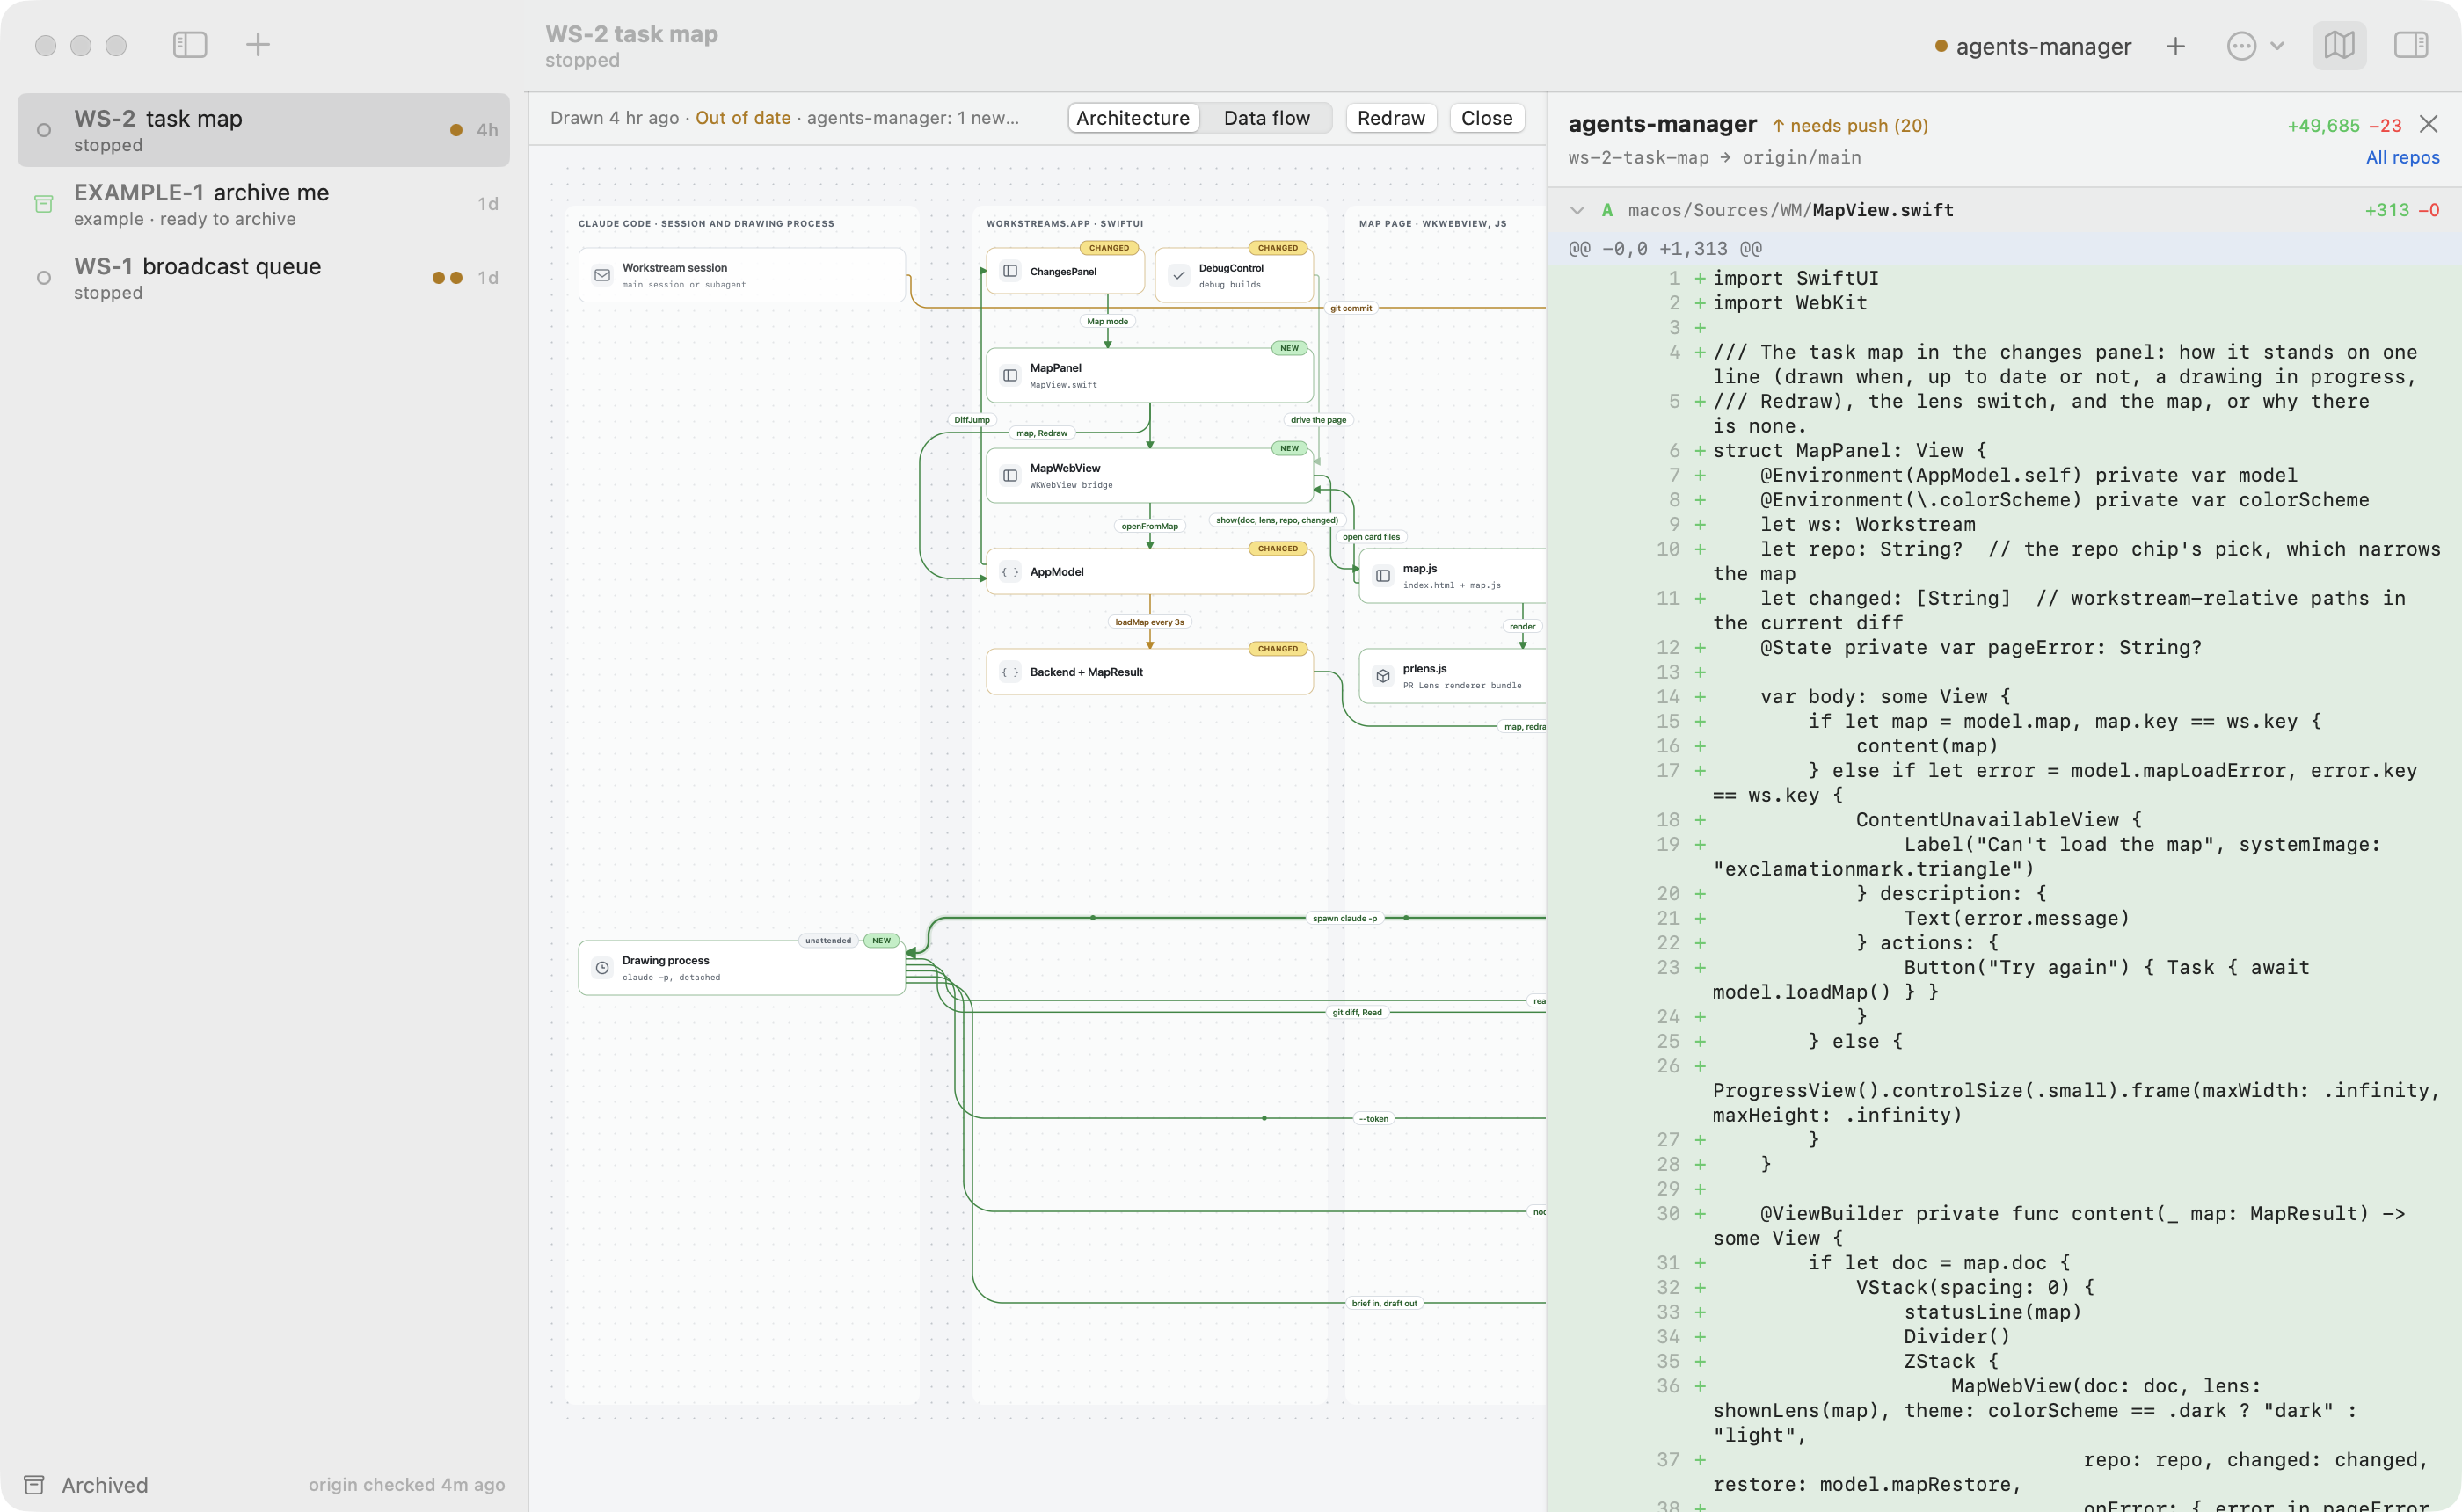 WS-2 task map
stopped
agents-manager
WS-2 task map
4h
stopped
EXAMPLE-1 archive me
1d
example · ready to archive
WS-1 broadcast queue
1d
stopped
Archived
origin checked 4m ago
Drawn 4 hr ago · Out of date · agents-manager: 1 new…
Architecture
Data flow
Redraw
Close
CLAUDE CODE · SESSION AND DRAWING PROCESS
WORKSTREAMS.APP · SWIFTUI
MAP PAGE · WKWEBVIEW, JS
Workstream session
main session or subagent
CHANGED
ChangesPanel
CHANGED
DebugControl
debug builds
git commit
Map mode
NEW
MapPanel
MapView.swift
DiffJump
map, Redraw
drive the page
NEW
MapWebView
WKWebView bridge
openFromMap
show(doc, lens, repo, changed)
open card files
CHANGED
{ } AppModel
map.js
index.html + map.js
loadMap every 3s
render
CHANGED
{ } Backend + MapResult
prlens.js
PR Lens renderer bundle
map, redra
spawn claude -p
unattended
NEW
Drawing process
claude -p, detached
rea
git diff, Read
--token
noc
brief in, draft out
agents-manager ↑ needs push (20)
+49,685 −23
ws-2-task-map → origin/main
All repos
A macos/Sources/WM/MapView.swift
+313 −0
@@ -0,0 +1,313 @@
1 +import SwiftUI
2 +import WebKit
3 +
4 +/// The task map in the changes panel: how it stands on one
line (drawn when, up to date or not, a drawing in progress,
5 +/// Redraw), the lens switch, and the map, or why there
is none.
6 +struct MapPanel: View {
7 +    @Environment(AppModel.self) private var model
8 +    @Environment(\.colorScheme) private var colorScheme
9 +    let ws: Workstream
10 +    let repo: String?  // the repo chip's pick, which narrows
the map
11 +    let changed: [String]  // workstream-relative paths in
the current diff
12 +    @State private var pageError: String?
13 +
14 +    var body: some View {
15 +        if let map = model.map, map.key == ws.key {
16 +            content(map)
17 +        } else if let error = model.mapLoadError, error.key
== ws.key {
18 +            ContentUnavailableView {
19 +                Label("Can't load the map", systemImage:
"exclamationmark.triangle")
20 +            } description: {
21 +                Text(error.message)
22 +            } actions: {
23 +                Button("Try again") { Task { await
model.loadMap() } }
24 +            }
25 +        } else {
26 +
ProgressView().controlSize(.small).frame(maxWidth: .infinity,
maxHeight: .infinity)
27 +        }
28 +    }
29 +
30 +    @ViewBuilder private func content(_ map: MapResult) ->
some View {
31 +        if let doc = map.doc {
32 +            VStack(spacing: 0) {
33 +                statusLine(map)
34 +                Divider()
35 +                ZStack {
36 +                    MapWebView(doc: doc, lens:
shownLens(map), theme: colorScheme == .dark ? "dark" :
"light",
37 +                               repo: repo, changed: changed,
restore: model.mapRestore,
38 +                               onError: { error in pageError